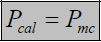 P_cal = P_mc